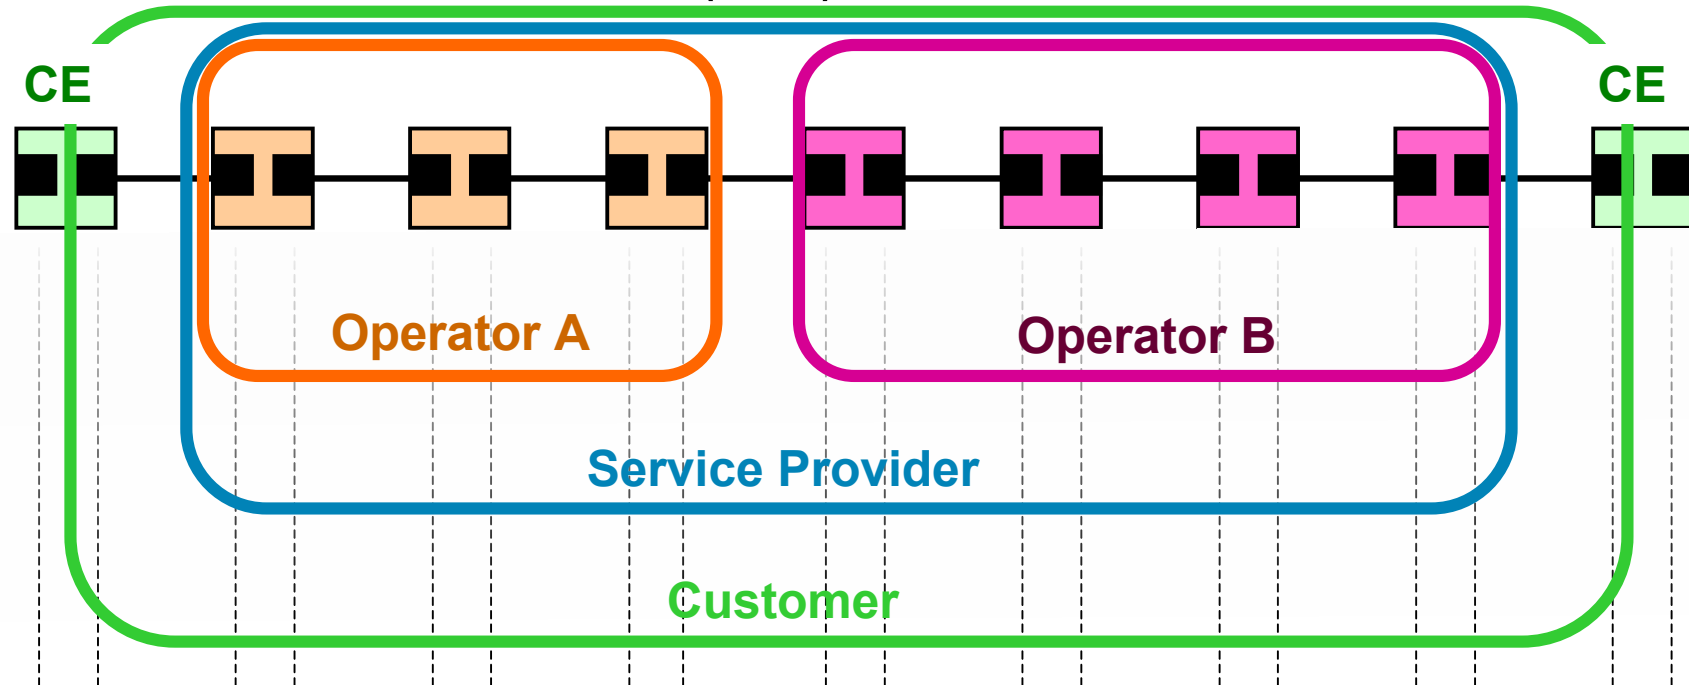 CE
CE
Operator A
Operator B
Service Provider
Customer